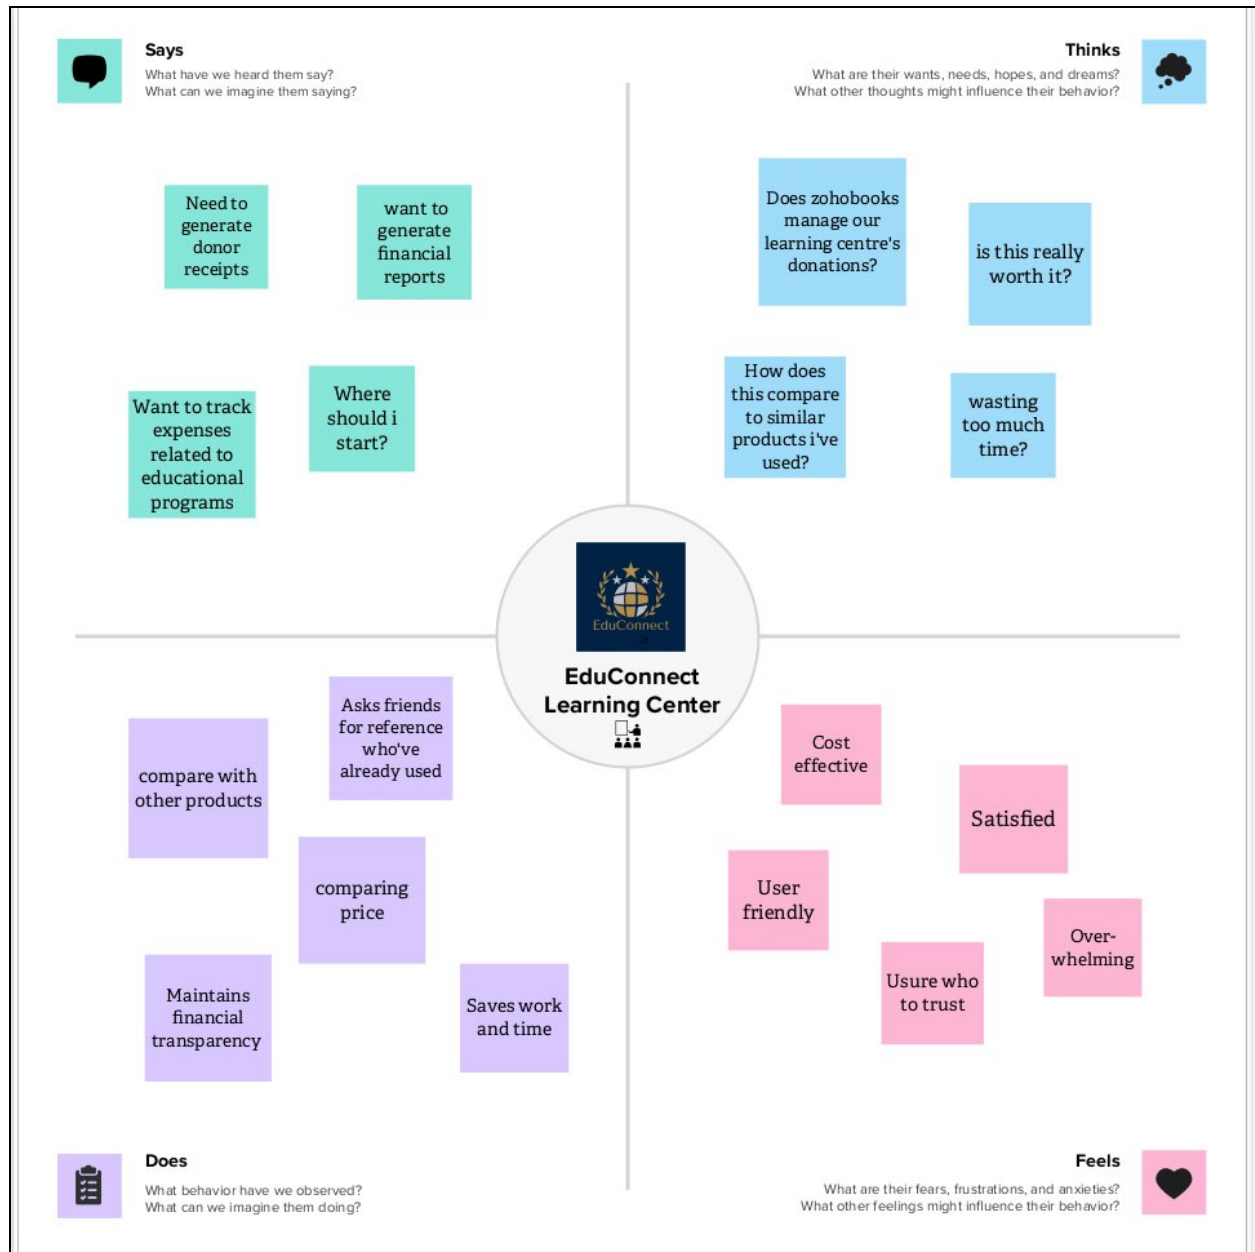 Says
What have we heard them say?
What can we imagine them saying?
Thinks
What are their wants, needs, hopes, and dreams?
What other thoughts might influence their behavior?
Need to
generate
donor
receipts
want to
generate
financial
reports
Want to track
expenses
related to
educational
programs
Where
should i
start?
Does zohobooks
manage our
learning centre's
donations?
is this really
worth it?
How does
this compare
to similar
products i've
used?
wasting
too much
time?
EduConnect
EduConnect
Learning Center
compare with
other products
Asks friends
for reference
who've
already used
comparing
price
Maintains
financial
transparency
Saves work
and time
Cost
effective
Satisfied
User
friendly
Over-
whelming
Usure who
to trust
Does
What behavior have we observed?
What can we imagine them doing?
Feels
What are their fears, frustrations, and anxieties?
What other feelings might influence their behavior?